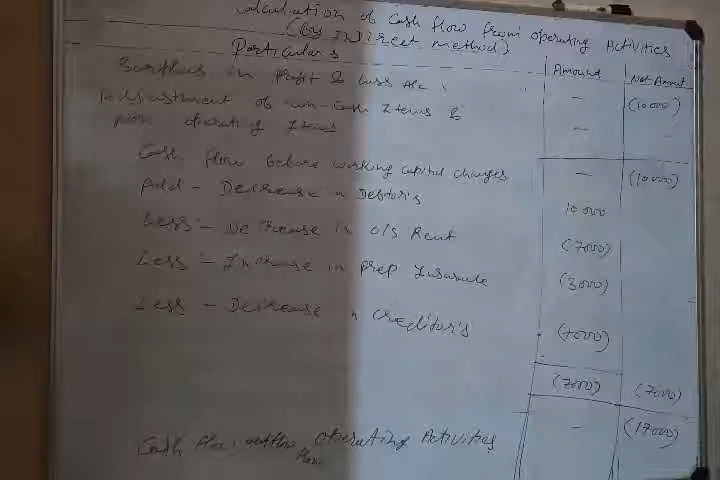 Calculation of Cash flow from operating Activities
(By InDirect method)
Particulars Amount Net Amount
Surplus in Profit & Loss A/c - (10000)
Indjustment of non-Cash Items &
non operating Items -
Cash flow before working capital changes - (10000)
Add - Decrease in Debtor's 10000
Less - Decrease in o/s Rent (7000)
Less - Increase in prep Insurance (3000)
Less - Decrease in creditor's (7000)
(7000) (7000)
Cash flow from operating Activities - (17000)